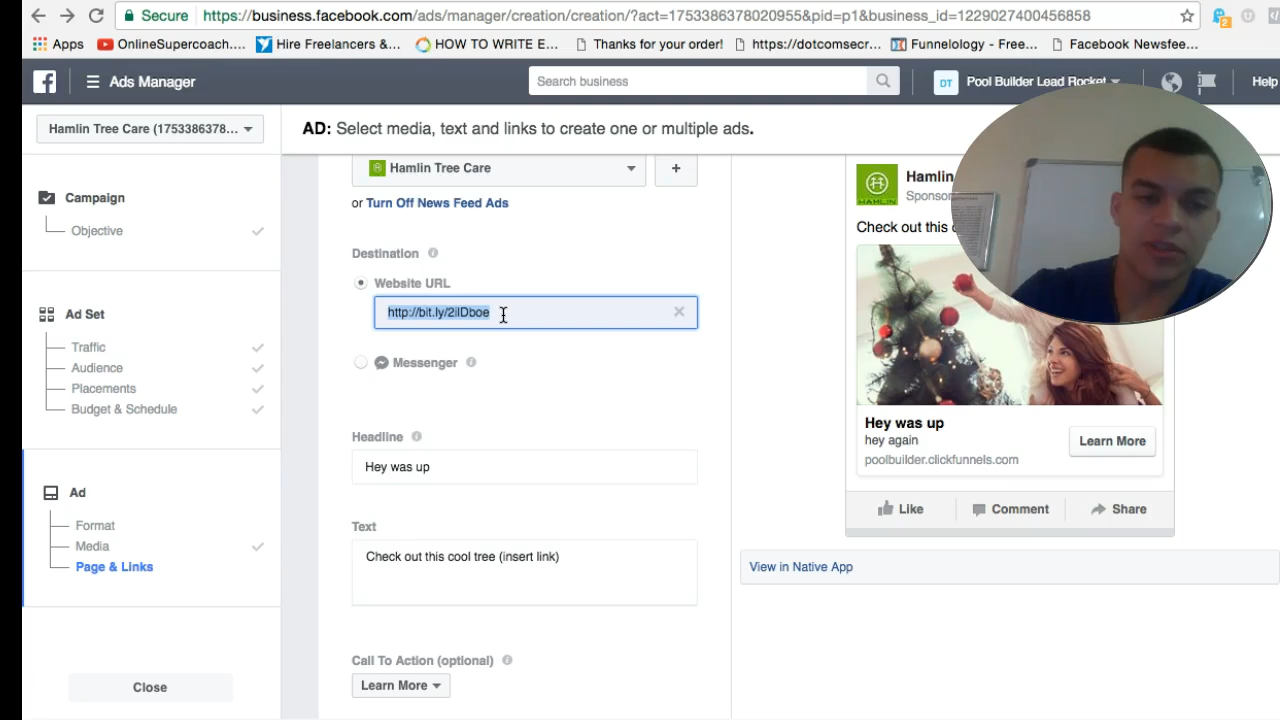 Secure https://business.facebook.com/ads/manager/creation/creation/?act=1753386378020955&pid=p1&business_id=1229027400456858
2
Apps OnlineSupercoach.... Hire Freelancers &... HOW TO WRITE E... Thanks for your order! https://dotcomsecr... Funnelology - Free... Facebook Newsfee...
Ads Manager Search business DT Pool Builder Lead Rocket Help
Hamlin Tree Care (1753386378...
AD: Select media, text and links to create one or multiple ads.
Campaign
Objective
Ad Set
Traffic
Audience
Placements
Budget & Schedule
Ad
Format
Media
Page & Links
Close
Hamlin Tree Care +
or Turn Off News Feed Ads
Destination
Website URL
http://bit.ly/2lIDboe
Messenger
Headline
Hey was up
Text
Check out this cool tree (insert link)
Call To Action (optional)
Learn More
HAMLIN
Hamlin
Sponsor
Check out this
Hey was up
hey again
poolbuilder.clickfunnels.com
Learn More
Like Comment Share
View in Native App